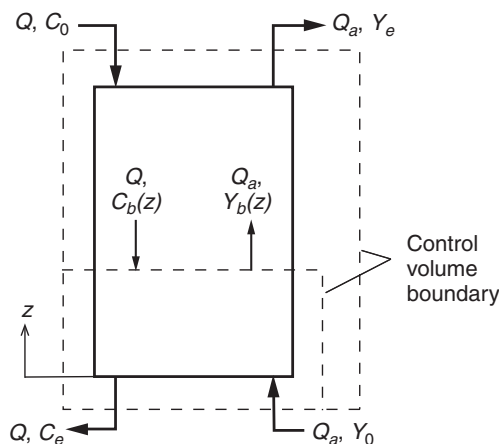 Q, C0
Qa, Ye
Q,
Cb(z)
Qa,
Yb(z)
Control
volume
boundary
z
Q, Ce
Qa, Y0